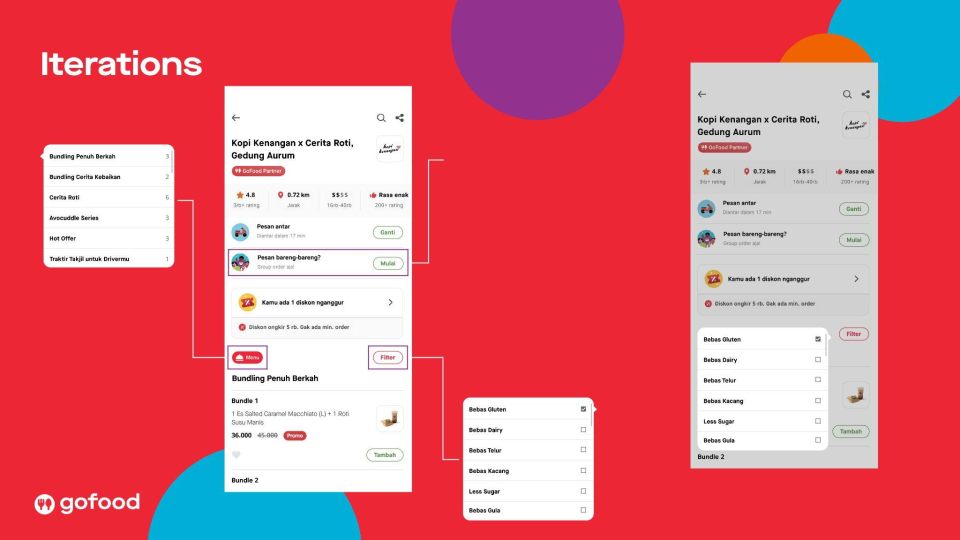 Iterations
Bundling Penuh Berkah 3
Bundling Cerita Kebaikan 2
Cerita Roti 6
Avocuddle Series 3
Hot Offer 3
Traktir Takjil untuk Drivermu 1
Kopi Kenangan x Cerita Roti,
Gedung Aurum
kopi
kenangan
GoFood Partner
4.8 0.72 km $$$$ Rasa enak
3rb+ rating Jarak 16rb-40rb 200+ rating
Pesan antar
Diantar dalam 17 min
Ganti
Pesan bareng-bareng?
Group order aja!
Mulai
Kamu ada 1 diskon nganggur
Diskon ongkir 5 rb. Gak ada min. order
Menu
Filter
Bundling Penuh Berkah
Bundle 1
1 Es Salted Caramel Macchiato (L) + 1 Roti
Susu Manis
36.000 45.000 Promo
Tambah
Bundle 2
Bebas Gluten
Bebas Dairy
Bebas Telur
Bebas Kacang
Less Sugar
Bebas Gula
Kopi Kenangan x Cerita Roti,
Gedung Aurum
kopi
kenangan
GoFood Partner
4.8 0.72 km $$$$ Rasa enak
3rb+ rating Jarak 16rb-40rb 200+ rating
Pesan antar
Diantar dalam 17 min
Ganti
Pesan bareng-bareng?
Group order aja!
Mulai
Kamu ada 1 diskon nganggur
Diskon ongkir 5 rb. Gak ada min. order
Filter
Bebas Gluten
Bebas Dairy
Bebas Telur
Bebas Kacang
Less Sugar
Bebas Gula
Tambah
Bundle 2
gofood